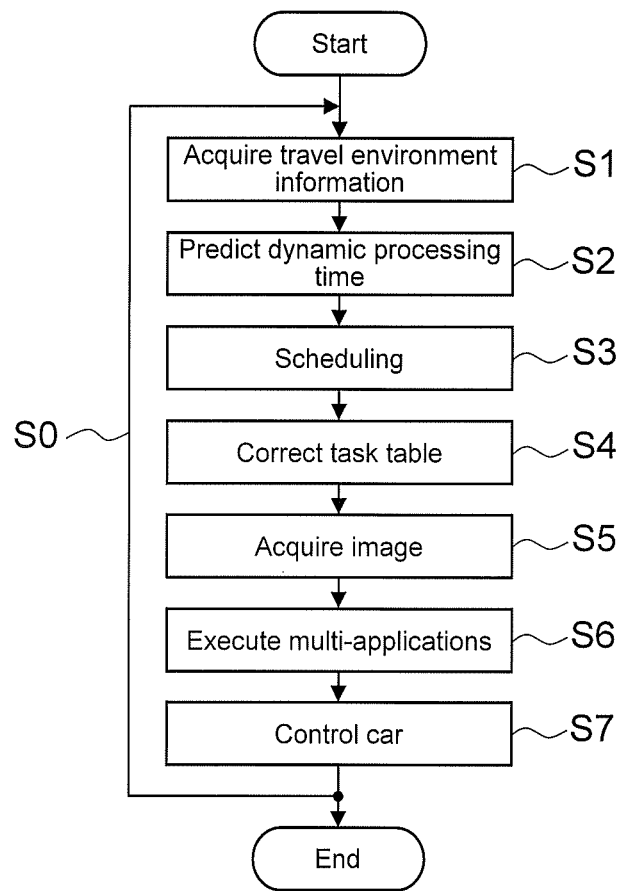 Start
Acquire travel environment
information
S1
Predict dynamic processing
time
S2
Scheduling
S3
S0
Correct task table
S4
Acquire image
S5
Execute multi-applications
S6
Control car
S7
End